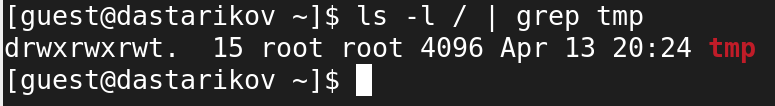 [guest@dastarikov ~]$ ls -l / | grep tmp
drwxrwxrwt.  15 root root 4096 Apr 13 20:24 tmp
[guest@dastarikov ~]$